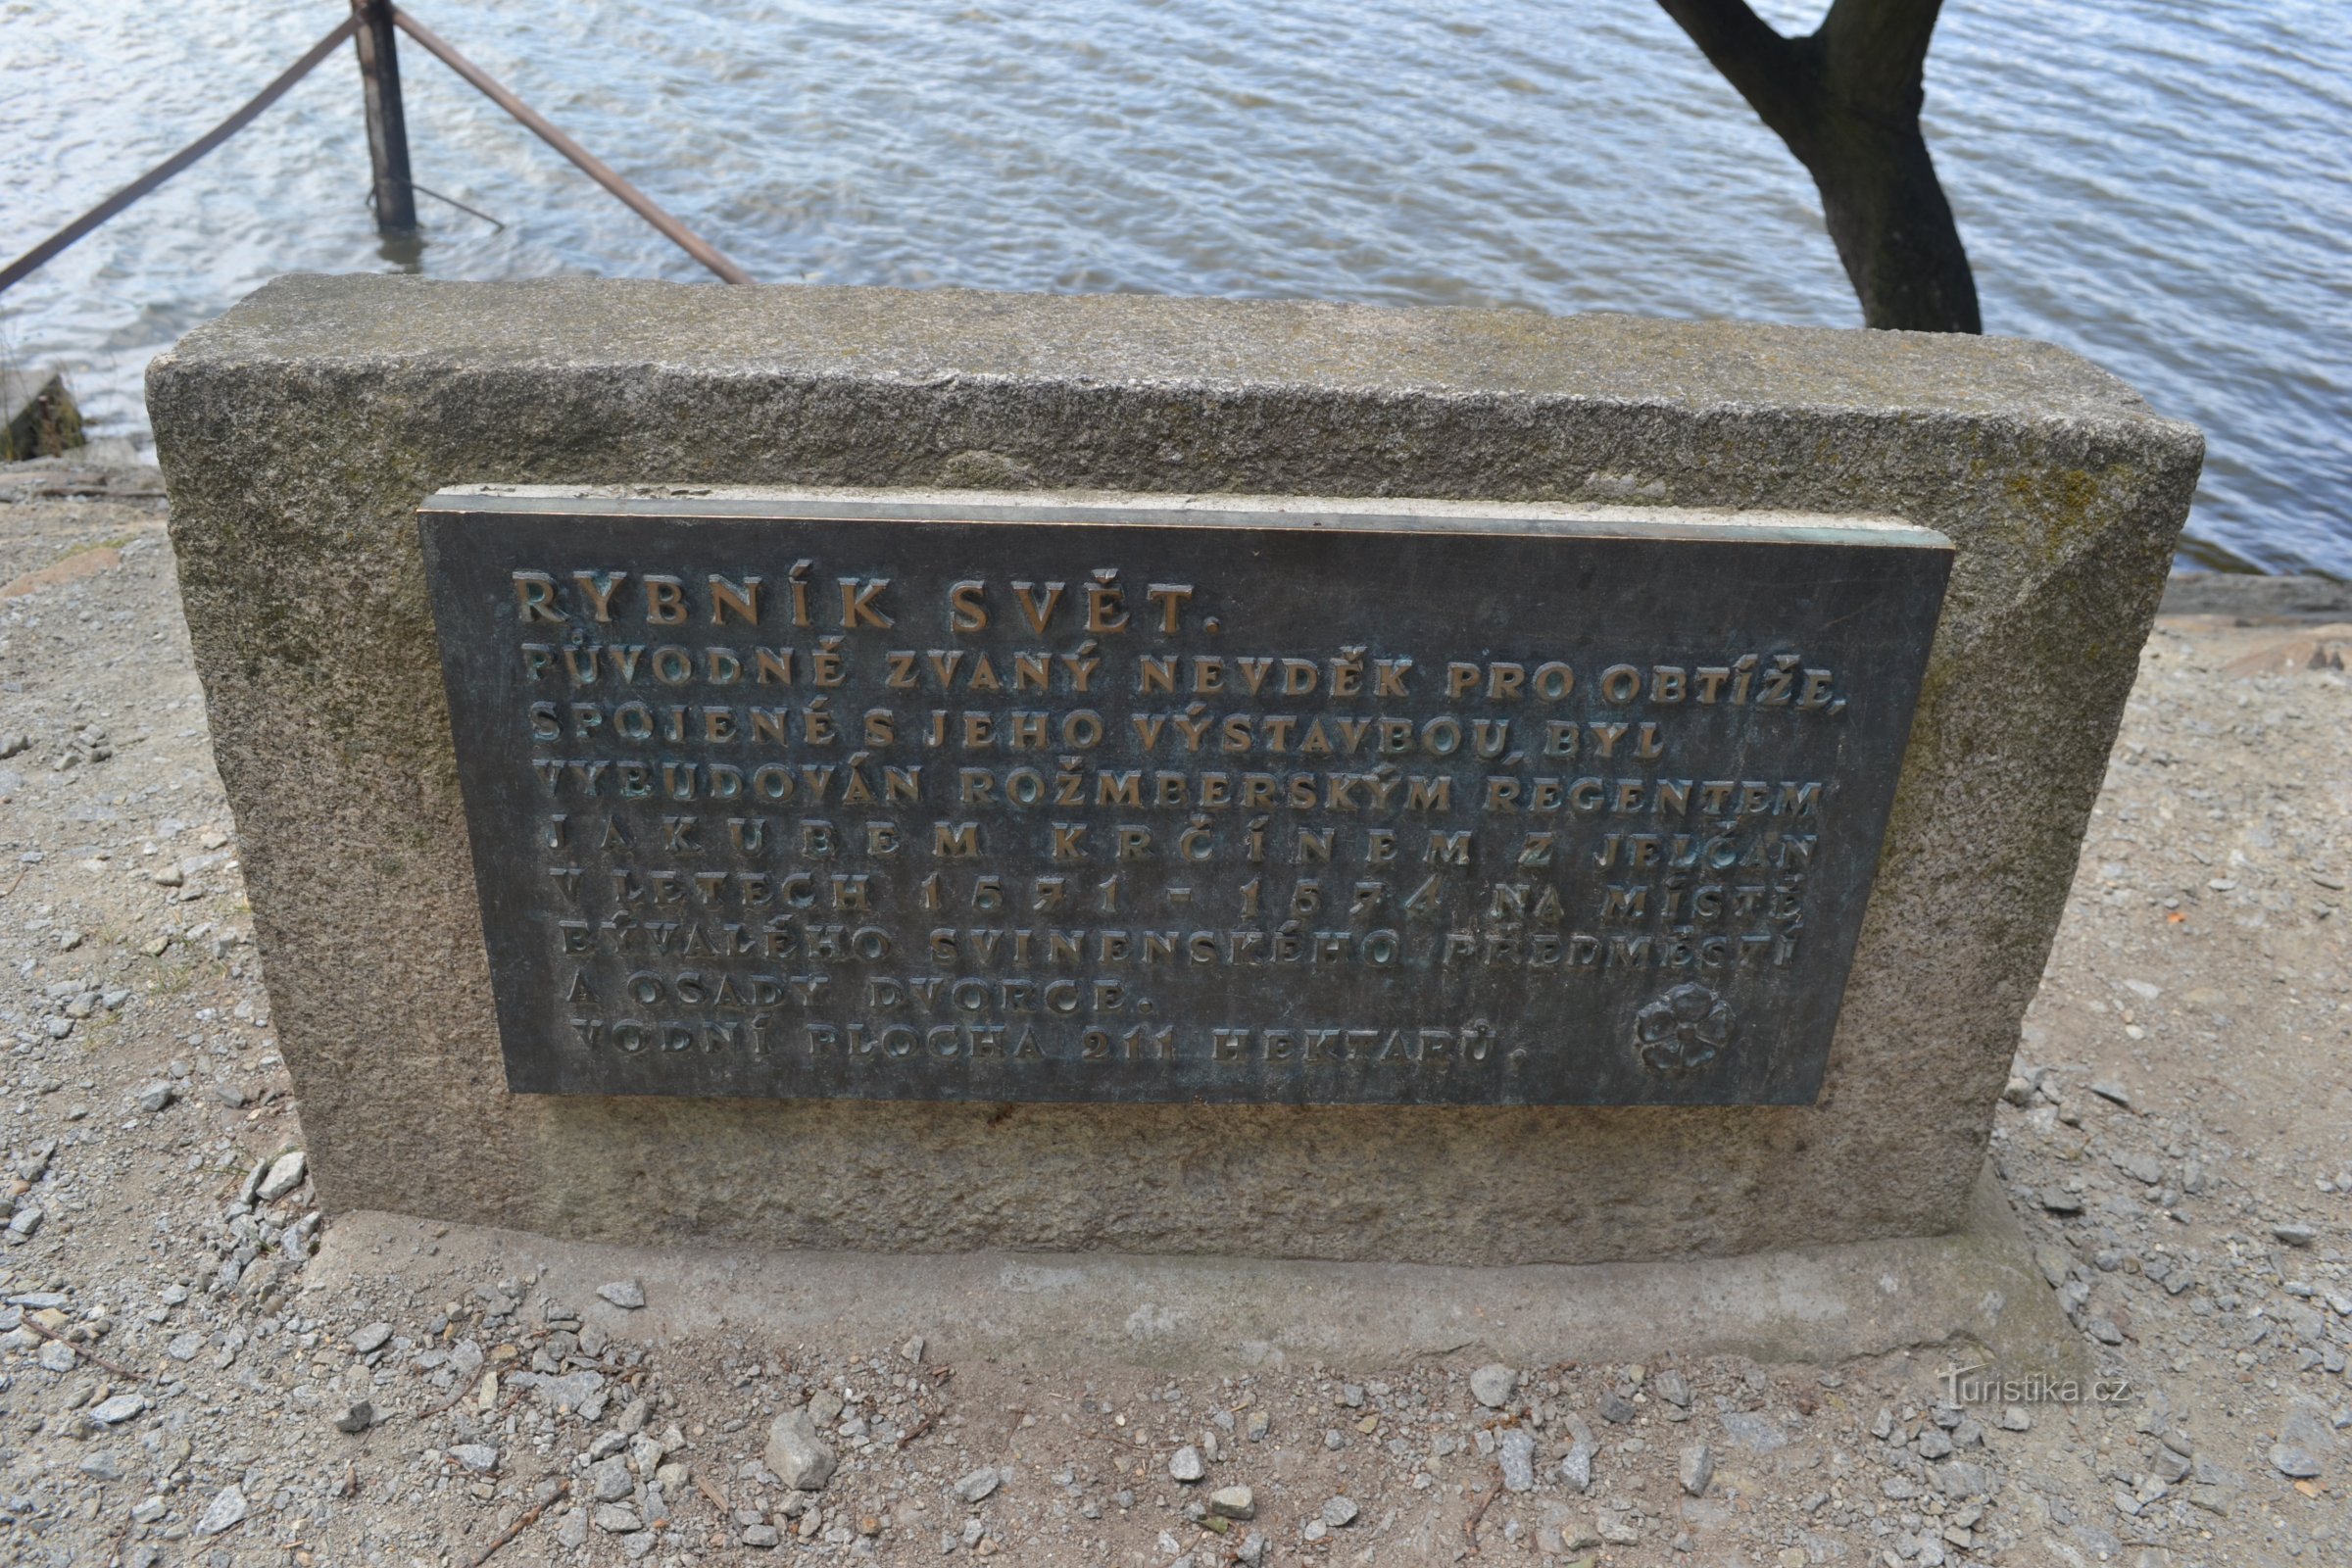 RYBNÍK SVĚT.
PŮVODNĚ ZVANÝ NEVDĚK PRO OBTÍŽE,
SPOJENÉ S JEHO VÝSTAVBOU, BYL
VYBUDOVÁN ROŽMBERSKÝM REGENTEM
JAKUBEM KRČÍNEM Z JELČAN
V LETECH 1571 - 1574 NA MÍSTĚ
BÝVALÉHO SVINENSKÉHO PŘEDMĚSTÍ
A OSADY DVORCE.
VODNÍ PLOCHA 211 HEKTARŮ.
Turistika.cz